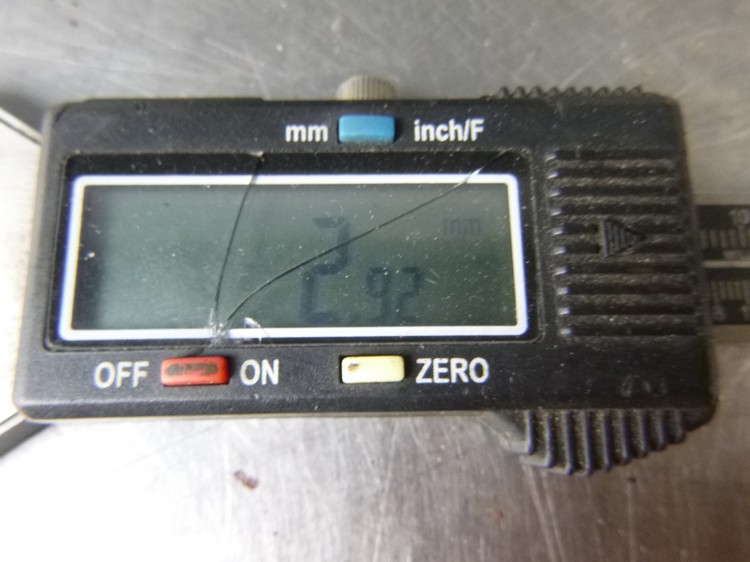 mm inch/F
mm
2.92
OFF ON ZERO